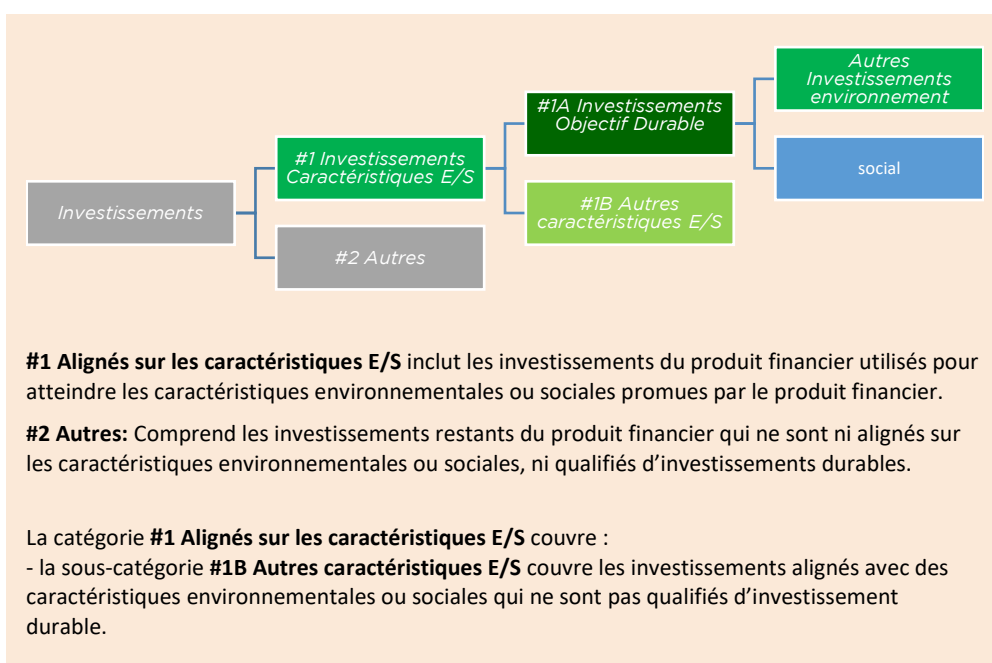 Autres
Investissements
environnement
#1A Investissements
Objectif Durable
#1 Investissements
Caractéristiques E/S
social
Investissements
#1B Autres
caractéristiques E/S
#2 Autres
#1 Alignés sur les caractéristiques E/S inclut les investissements du produit financier utilisés pour
atteindre les caractéristiques environnementales ou sociales promues par le produit financier.
#2 Autres: Comprend les investissements restants du produit financier qui ne sont ni alignés sur
les caractéristiques environnementales ou sociales, ni qualifiés d’investissements durables.
La catégorie #1 Alignés sur les caractéristiques E/S couvre :
- la sous-catégorie #1B Autres caractéristiques E/S couvre les investissements alignés avec des
caractéristiques environnementales ou sociales qui ne sont pas qualifiés d’investissement
durable.